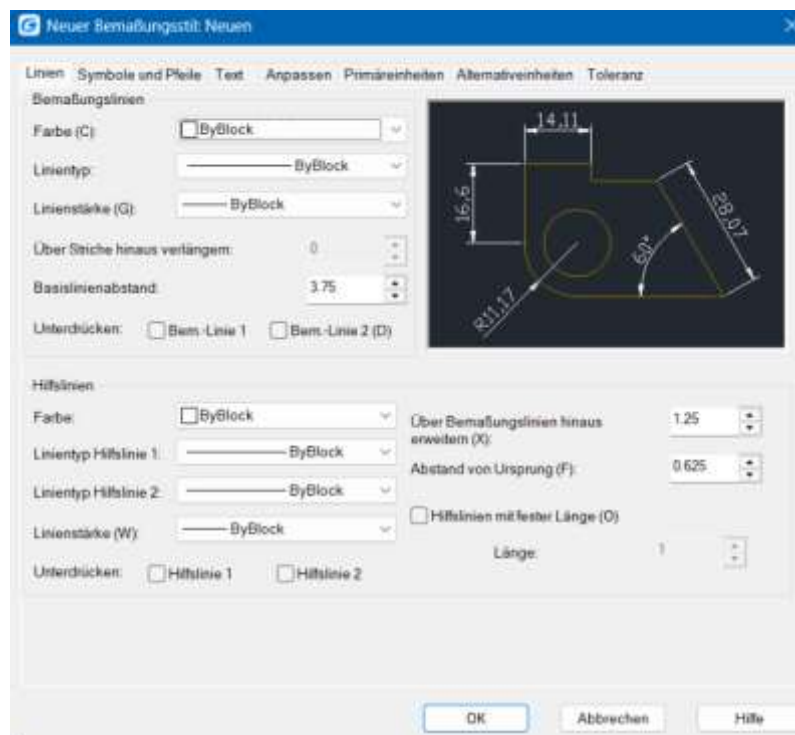 Neuer Bemaßungsstil: Neuen
Linien Symbole und Pfeile Text Anpassen Primäreinheiten Alternativeinheiten Toleranz
Bemaßungslinien
Farbe (C): ByBlock
Linientyp: ByBlock
Linienstärke (G): ByBlock
Über Striche hinaus verlängern: 0
Basislinienabstand: 3.75
Unterdrücken: Bem.-Linie 1 Bem.-Linie 2 (D)
14,11
16,6
28,07
60°
R11,17
Hilfslinien
Farbe: ByBlock
Linientyp Hilfslinie 1: ByBlock
Linientyp Hilfslinie 2: ByBlock
Linienstärke (W): ByBlock
Unterdrücken: Hilfslinie 1 Hilfslinie 2
Über Bemaßungslinien hinaus 1.25
erweitern (X):
Abstand von Ursprung (F): 0.625
Hilfslinien mit fester Länge (O)
Länge: 1
OK Abbrechen Hilfe